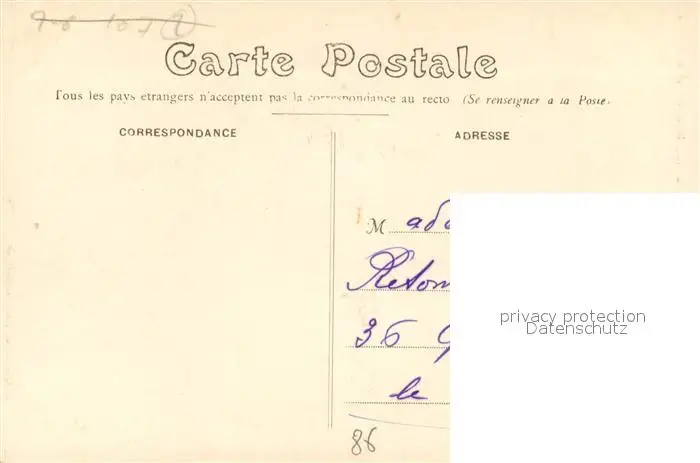 Carte Postale
Tous les pays etrangers n'acceptent pas la correspondance au recto (Se renseigner a la Poste.
CORRESPONDANCE
ADRESSE
M ada
privacy protection
Datenschutz
36
le
86